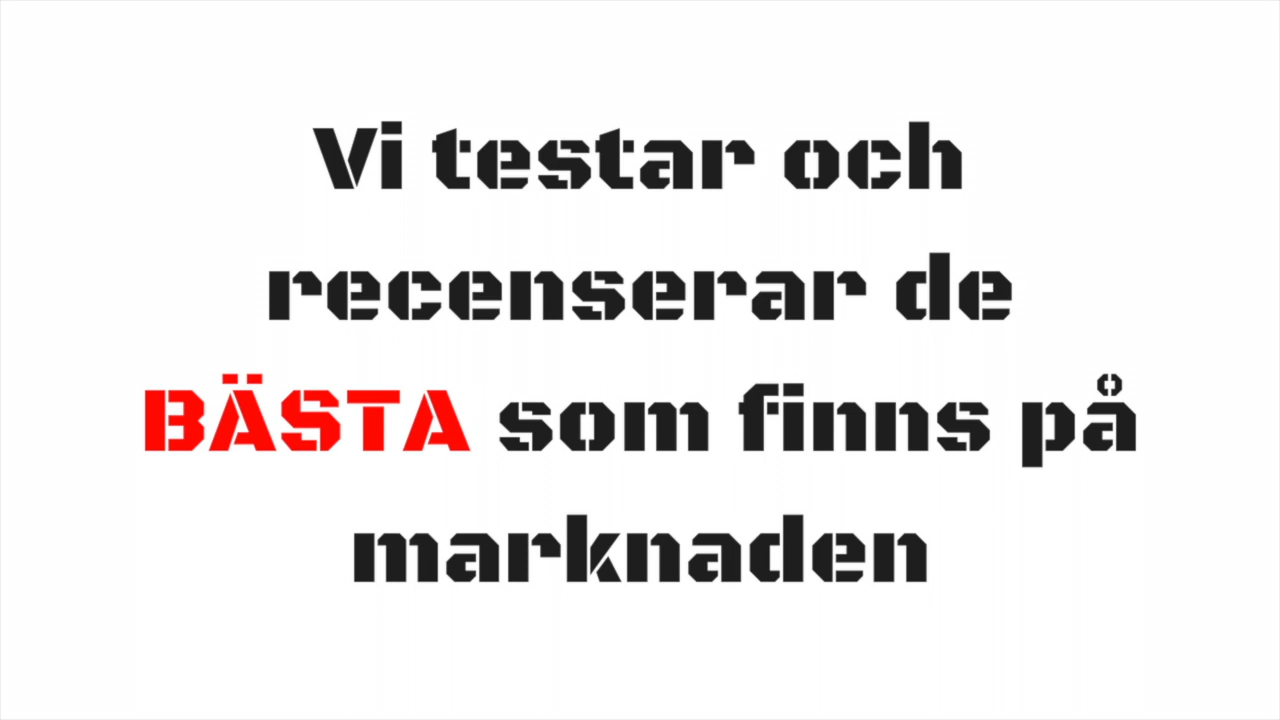 Vi testar och
recenserar de
BÄSTA som finns på
marknaden